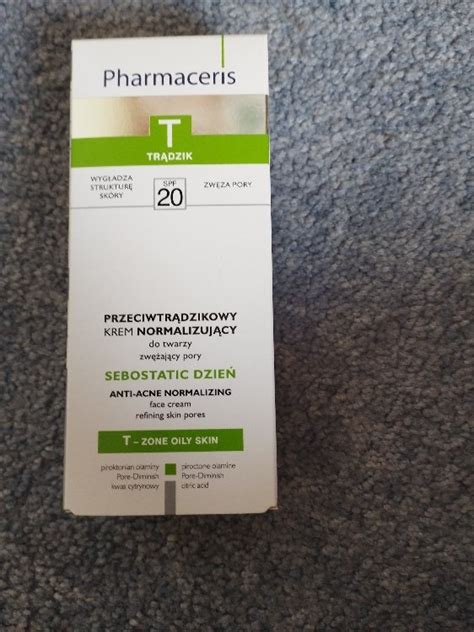 Pharmaceris
T
TRĄDZIK
WYGŁADZA
STRUKTURĘ
SKÓRY
SPF
20
ZWĘŻA PORY
PRZECIWTRĄDZIKOWY
KREM NORMALIZUJĄCY
do twarzy
zwężający pory
SEBOSTATIC DZIEŃ
ANTI-ACNE NORMALIZING
face cream
refining skin pores
T – ZONE OILY SKIN
piroktonian olaminy
Pore-Diminish
kwas cytrynowy
piroctone olamine
Pore-Diminish
citric acid